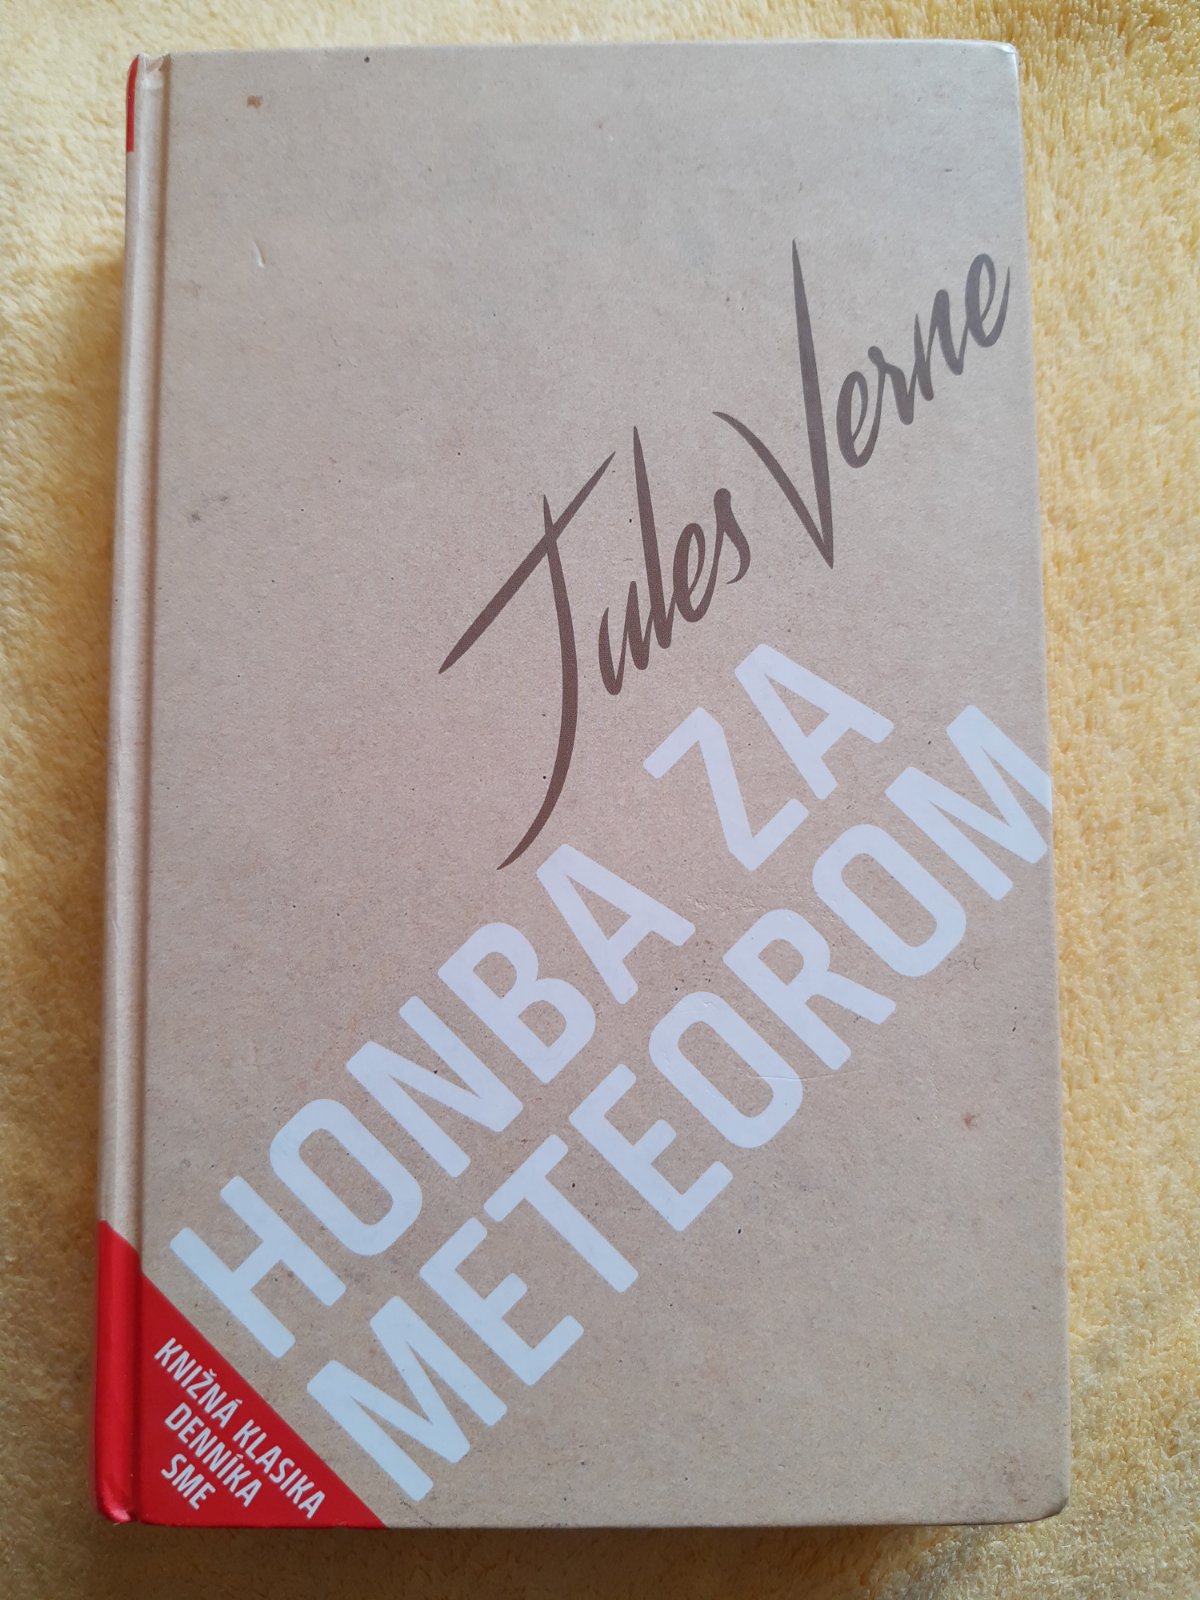 Jules Verne
HONBA ZA
METEOROM
KNIŽNÁ KLASIKA
DENNÍKA
SME